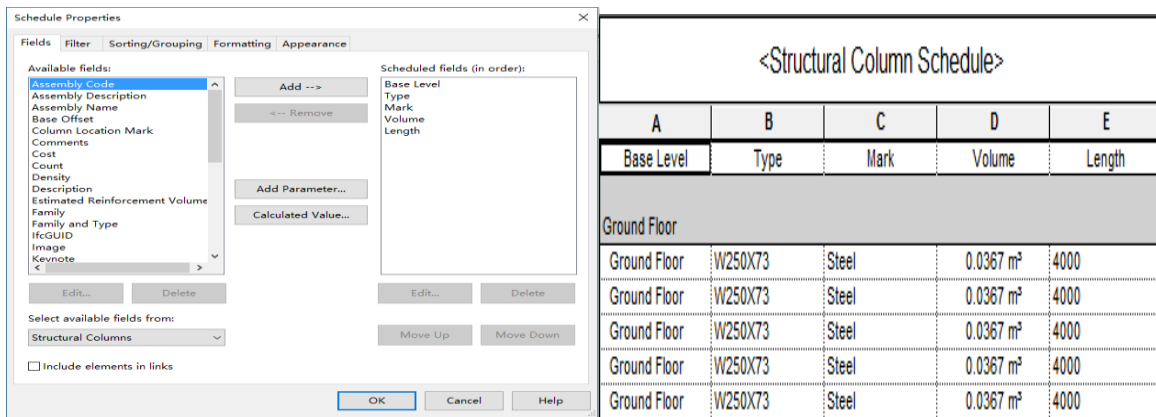 Schedule Properties
Fields Filter Sorting/Grouping Formatting Appearance
Available fields:
Assembly Code
Assembly Description
Assembly Name
Base Offset
Column Location Mark
Comments
Cost
Count
Density
Description
Estimated Reinforcement Volume
Family
Family and Type
IfcGUID
Image
Keynote
Add -->
<-- Remove
Add Parameter...
Calculated Value...
Scheduled fields (in order):
Base Level
Type
Mark
Volume
Length
Edit... Delete
Edit... Delete
Select available fields from:
Structural Columns
Move Up Move Down
Include elements in links
OK Cancel Help
<Structural Column Schedule>
A B C D E
Base Level Type Mark Volume Length
Ground Floor
Ground Floor W250X73 Steel 0.0367 m³ 4000
Ground Floor W250X73 Steel 0.0367 m³ 4000
Ground Floor W250X73 Steel 0.0367 m³ 4000
Ground Floor W250X73 Steel 0.0367 m³ 4000
Ground Floor W250X73 Steel 0.0367 m³ 4000